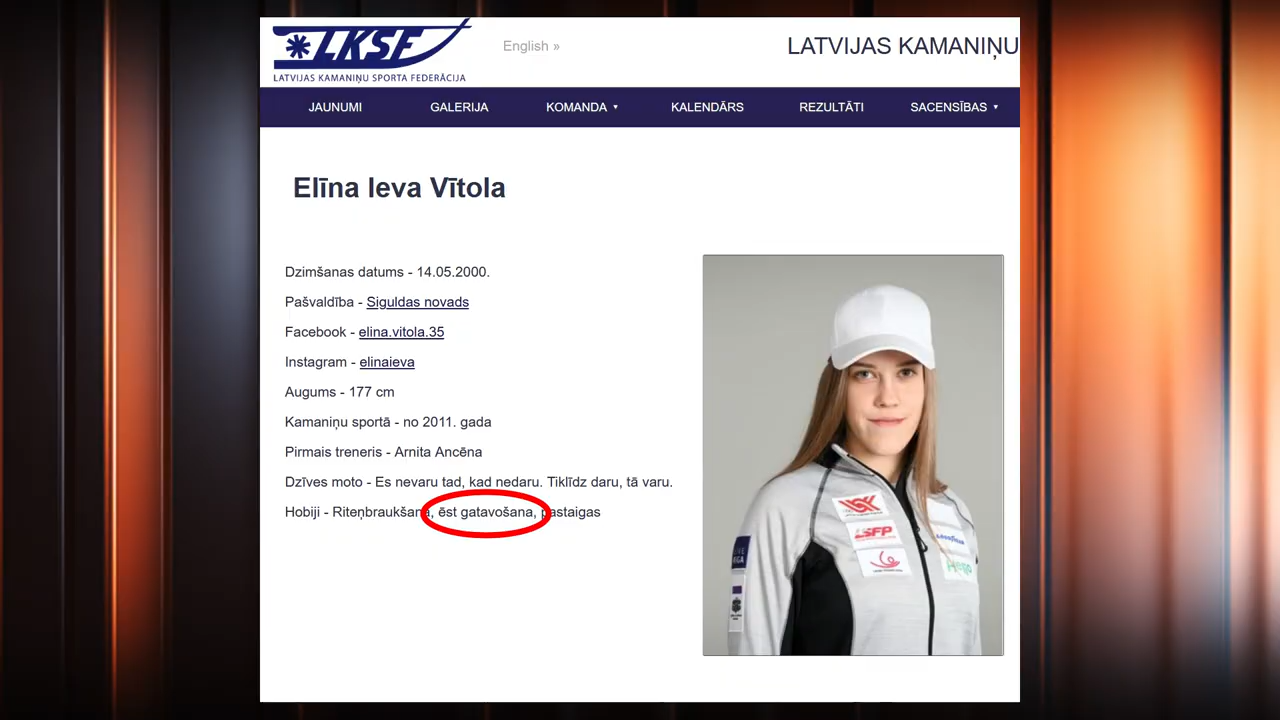 LKSF
LATVIJAS KAMANIŅU SPORTA FEDERĀCIJA
English »
LATVIJAS KAMANIŅU
JAUNUMI GALERIJA KOMANDA ▾ KALENDĀRS REZULTĀTI SACENSĪBAS ▾
Elīna Ieva Vītola
Dzimšanas datums - 14.05.2000.
Pašvaldība - Siguldas novads
Facebook - elina.vitola.35
Instagram - elinaieva
Augums - 177 cm
Kamaniņu sportā - no 2011. gada
Pirmais treneris - Arnita Ancēna
Dzīves moto - Es nevaru tad, kad nedaru. Tiklīdz daru, tā varu.
Hobiji - Riteņbraukšana, ēst gatavošana, pastaigas
LSFP